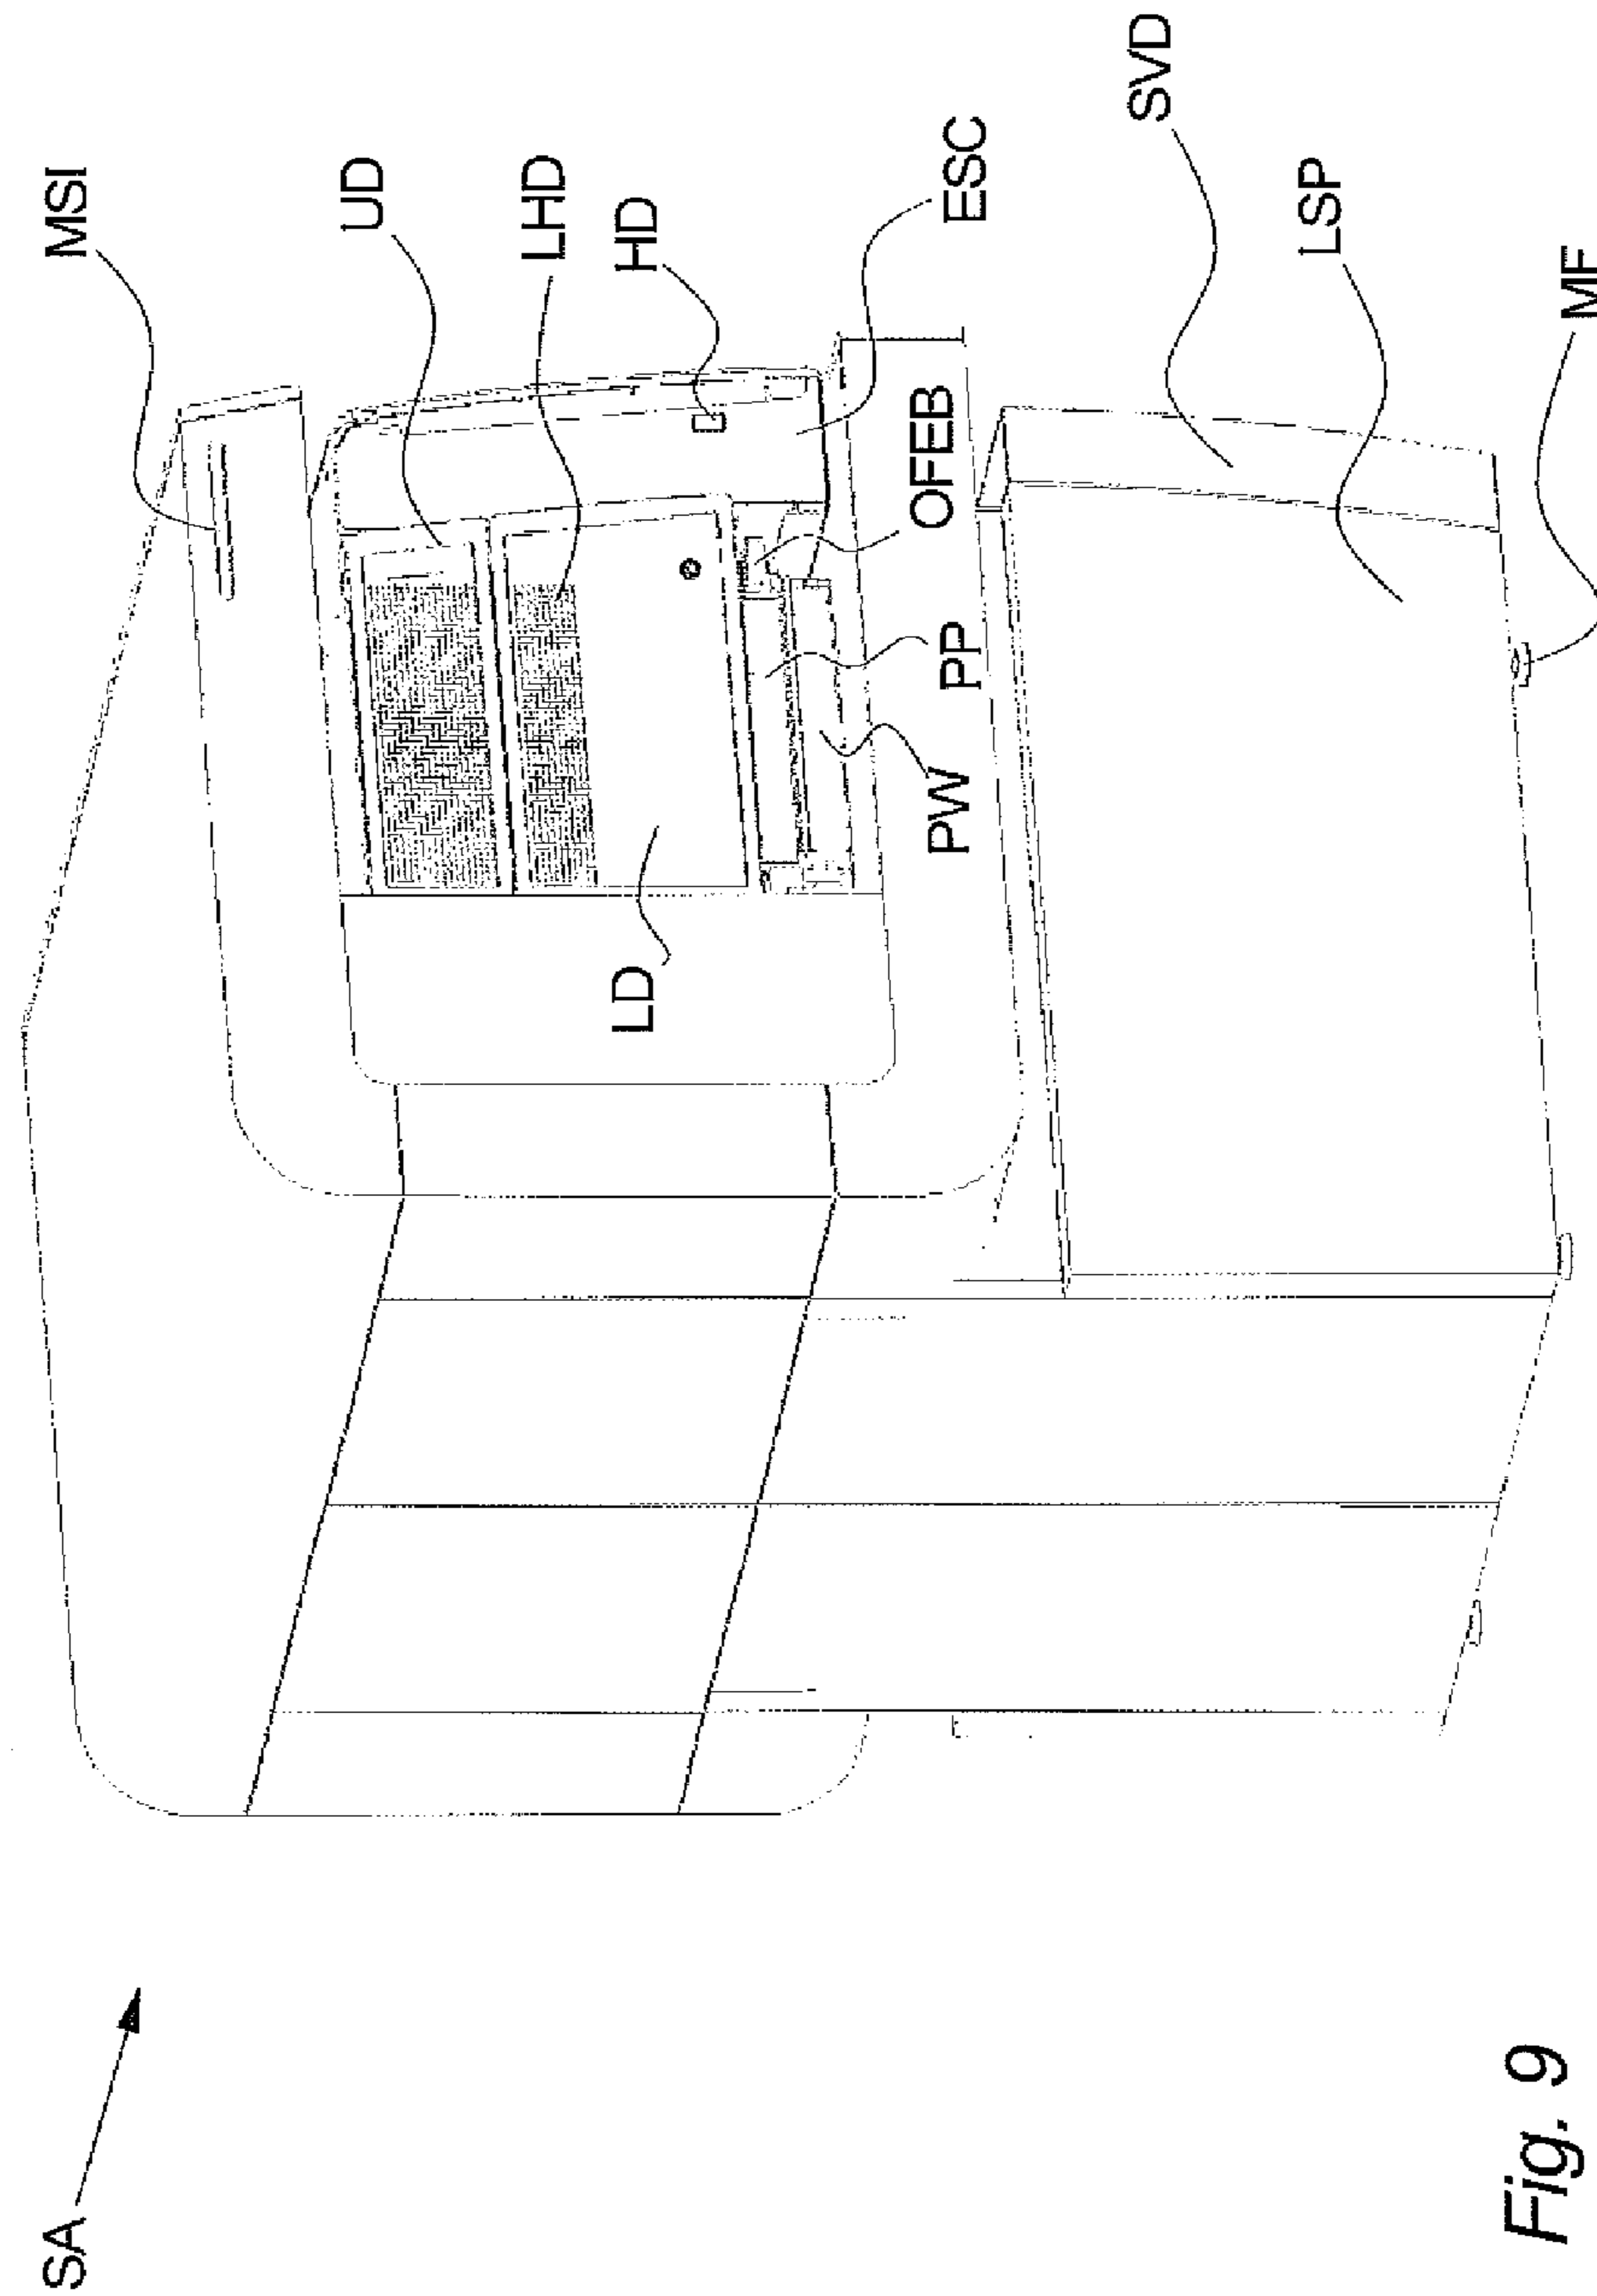 SA
MSI
UD
LHD
HD
LD
OFEB
ESC
PP
PW
SVD
LSP
MF
Fig. 9